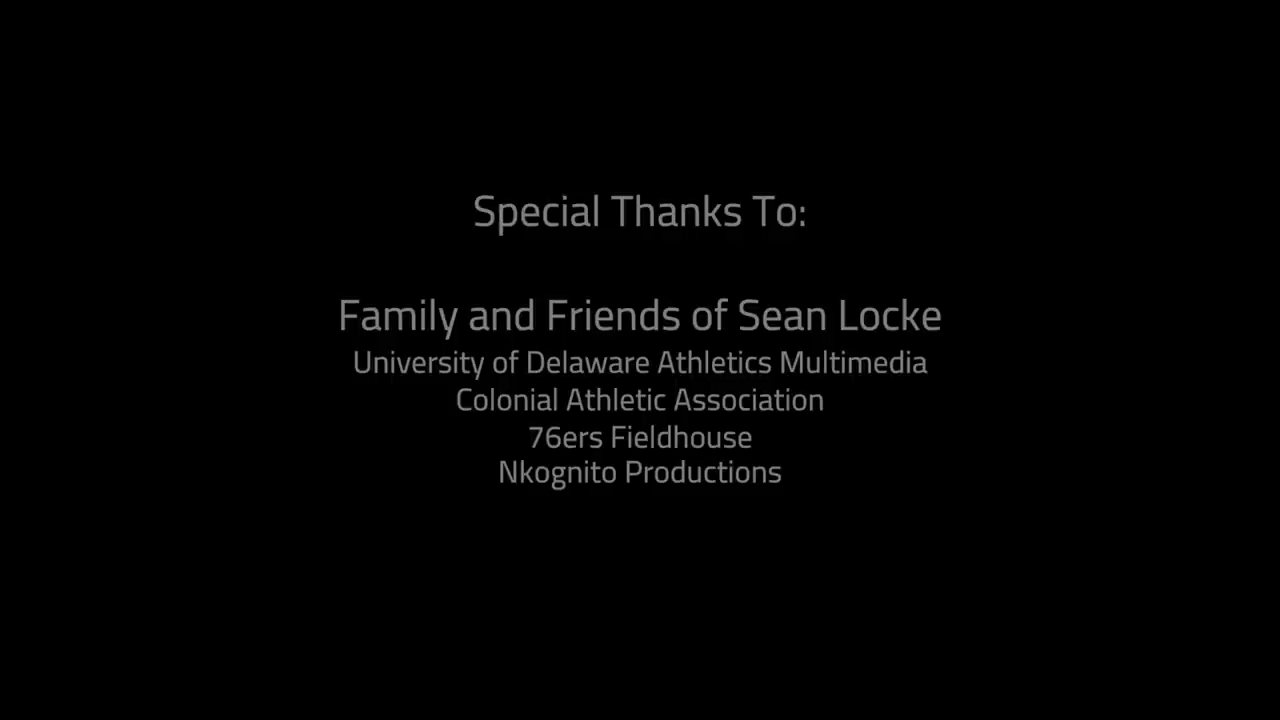 Special Thanks To:
Family and Friends of Sean Locke
University of Delaware Athletics Multimedia
Colonial Athletic Association
76ers Fieldhouse
Nkognito Productions